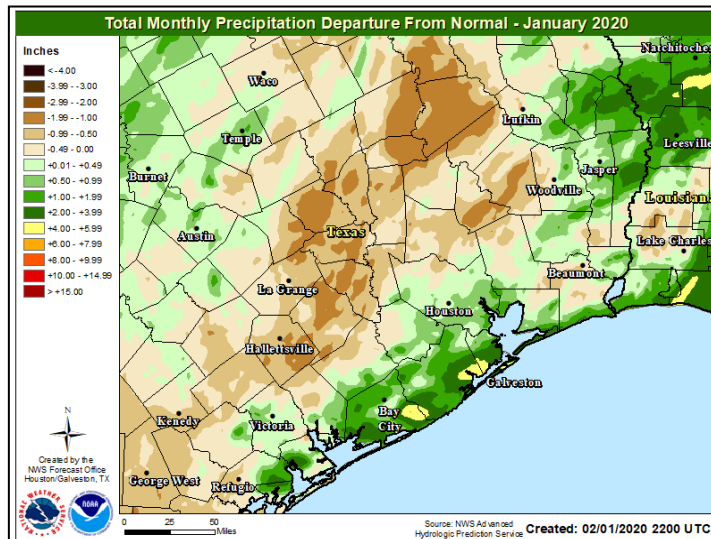 Total Monthly Precipitation Departure From Normal - January 2020
Inches
< -4.00
-3.99 - -3.00
-2.99 - -2.00
-1.99 - -1.00
-0.99 - -0.50
-0.49 - 0.00
+0.01 - +0.49
+0.50 - +0.99
+1.00 - +1.99
+2.00 - +3.99
+4.00 - +5.99
+6.00 - +7.99
+8.00 - +9.99
+10.00 - +14.99
> +15.00
Natchitoches
Waco
Lufkin
Temple
Leesville
Burnet
Jasper
Woodville
Louisian
Austin
Texas
Lake Charles
Beaumont
La Grange
Houston
Hallettsville
Galveston
Kenedy
Bay
City
Victoria
George West
Refugio
N
Created by the
NWS Forecast Office
Houston/Galveston, TX
NATIONAL WEATHER SERVICE
NOAA
0 25 50
Miles
Source: NWS Advanced
Hydrologic Prediction Service
Created: 02/01/2020 2200 UTC